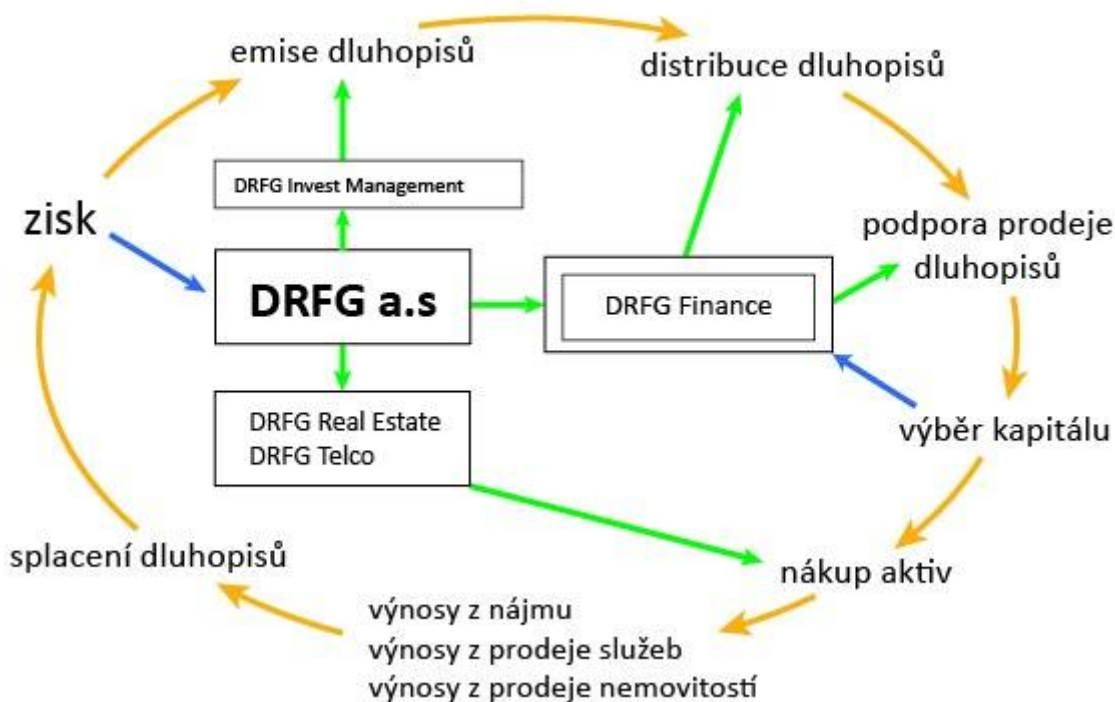 emise dluhopisů
distribuce dluhopisů
DRFG Invest Management
zisk
podpora prodeje
dluhopisů
DRFG a.s
DRFG Finance
DRFG Real Estate
DRFG Telco
výběr kapitálu
splacení dluhopisů
nákup aktiv
výnosy z nájmu
výnosy z prodeje služeb
výnosy z prodeje nemovitostí